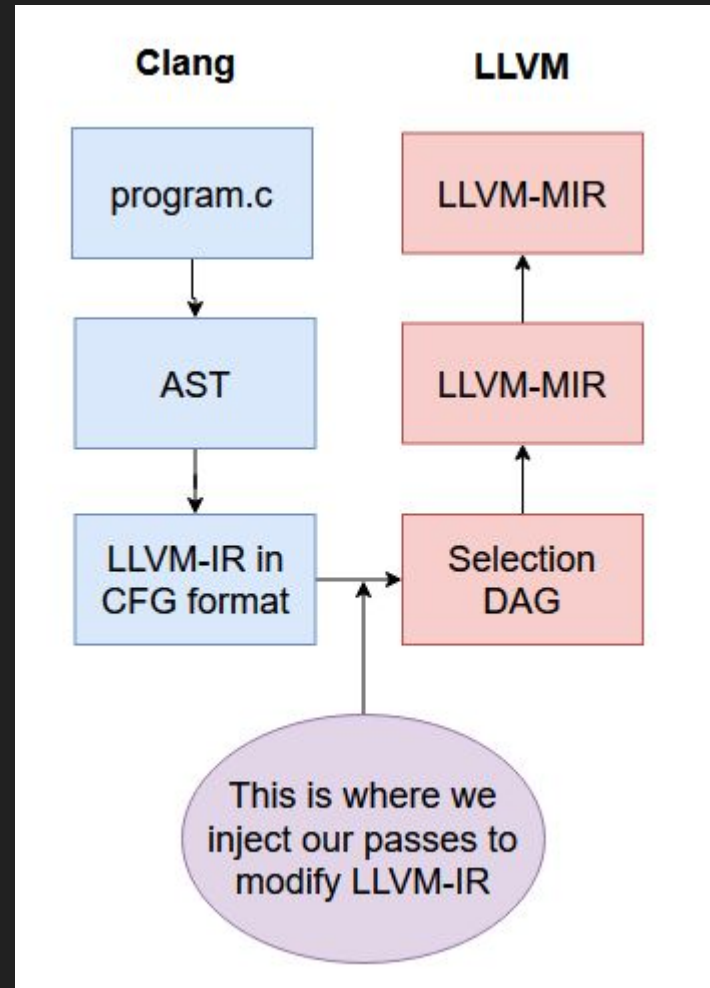 Clang
LLVM
program.c
LLVM-MIR
AST
LLVM-MIR
LLVM-IR in
CFG format
Selection
DAG
This is where we
inject our passes to
modify LLVM-IR